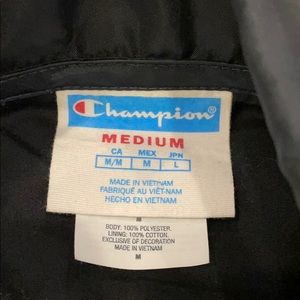 Champion
MEDIUM
CA MEX JPN
M/M M L
MADE IN VIETNAM
FABRIQUÉ AU VIÊT-NAM
HECHO EN VIETNAM
M
BODY: 100% POLYESTER.
LINING: 100% COTTON.
EXCLUSIVE OF DECORATION
MADE IN VIETNAM
M